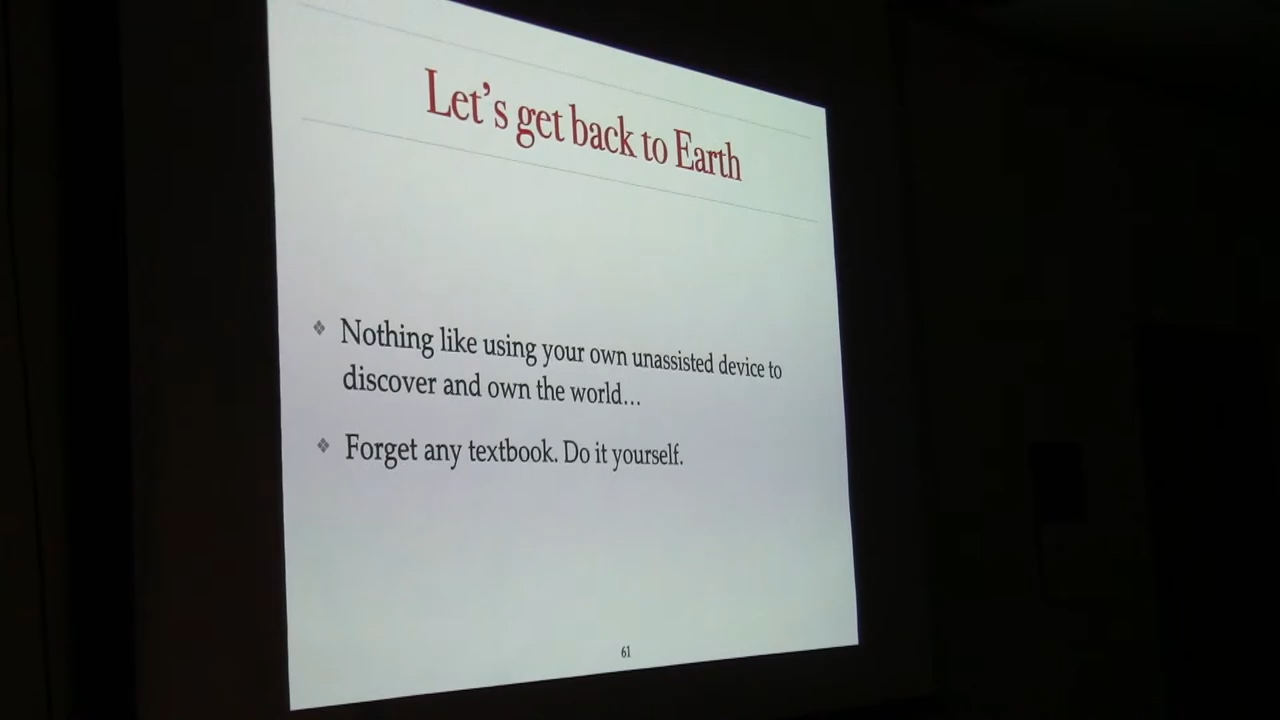 Let's get back to Earth
Nothing like using your own unassisted device to
discover and own the world…
Forget any textbook. Do it yourself.
61